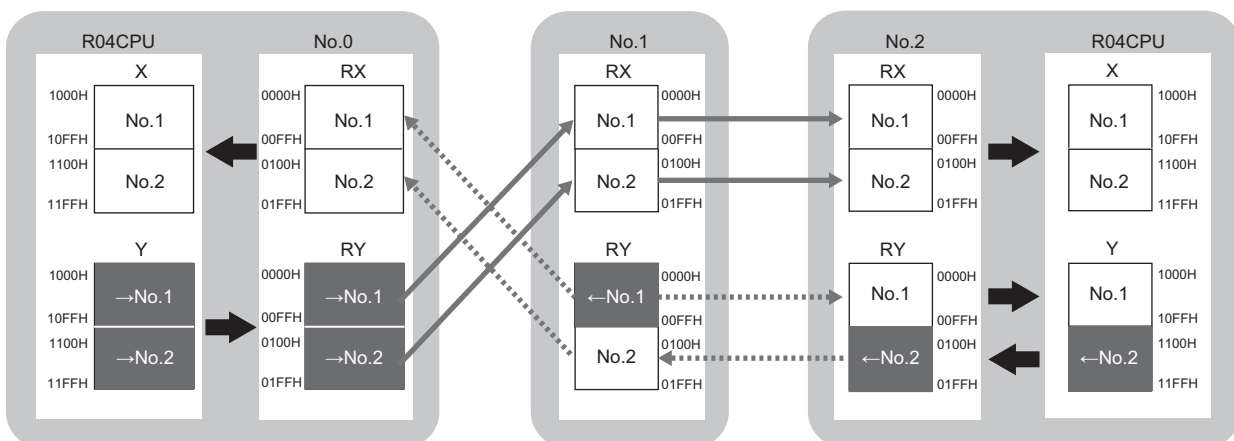 R04CPU
No.0
No.1
No.2
R04CPU
X
1000H
No.1
10FFH
1100H
No.2
11FFH
RX
0000H
No.1
00FFH
0100H
No.2
01FFH
RX
0000H
No.1
00FFH
0100H
No.2
01FFH
RX
0000H
No.1
00FFH
0100H
No.2
01FFH
X
1000H
No.1
10FFH
1100H
No.2
11FFH
Y
1000H
→No.1
10FFH
1100H
→No.2
11FFH
RY
0000H
→No.1
00FFH
0100H
→No.2
01FFH
RY
0000H
←No.1
00FFH
0100H
No.2
01FFH
RY
0000H
No.1
00FFH
0100H
←No.2
01FFH
Y
1000H
No.1
10FFH
1100H
←No.2
11FFH